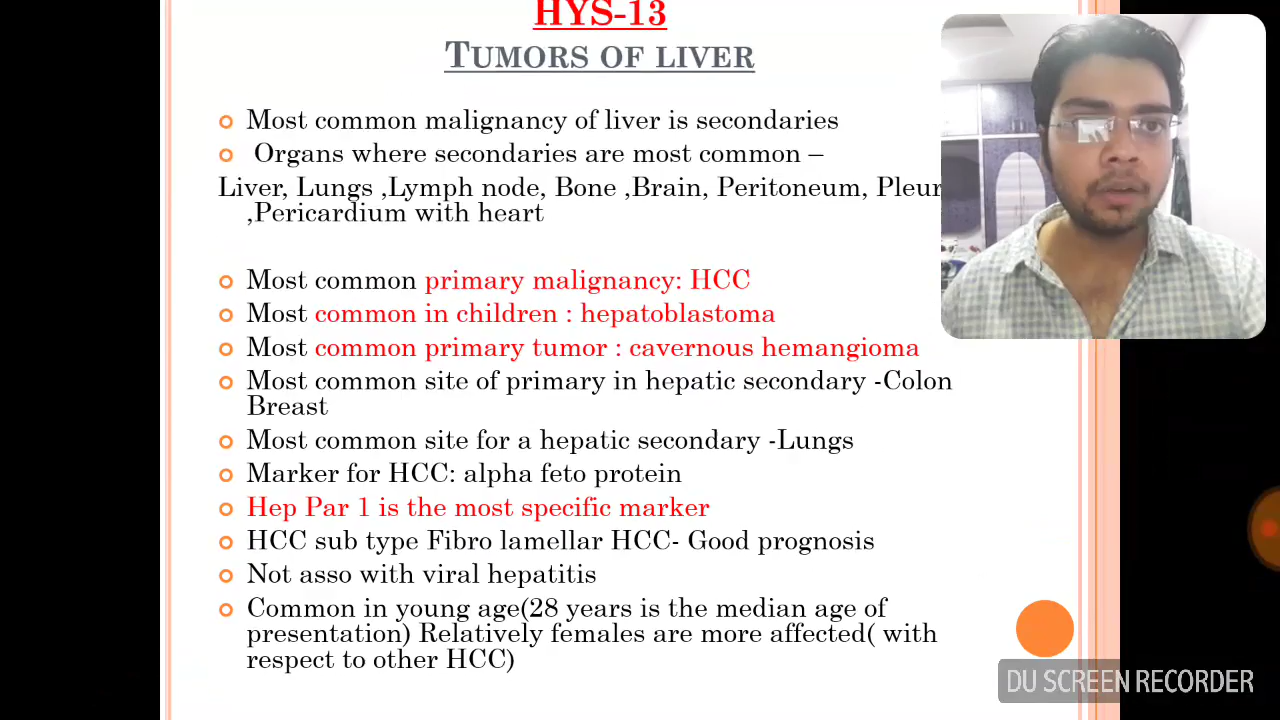 HYS-13
TUMORS OF LIVER
Most common malignancy of liver is secondaries
Organs where secondaries are most common –
Liver, Lungs ,Lymph node, Bone ,Brain, Peritoneum, Pleur
,Pericardium with heart
Most common primary malignancy: HCC
Most common in children : hepatoblastoma
Most common primary tumor : cavernous hemangioma
Most common site of primary in hepatic secondary -Colon
Breast
Most common site for a hepatic secondary -Lungs
Marker for HCC: alpha feto protein
Hep Par 1 is the most specific marker
HCC sub type Fibro lamellar HCC- Good prognosis
Not asso with viral hepatitis
Common in young age(28 years is the median age of
presentation) Relatively females are more affected( with
respect to other HCC)
DU SCREEN RECORDER